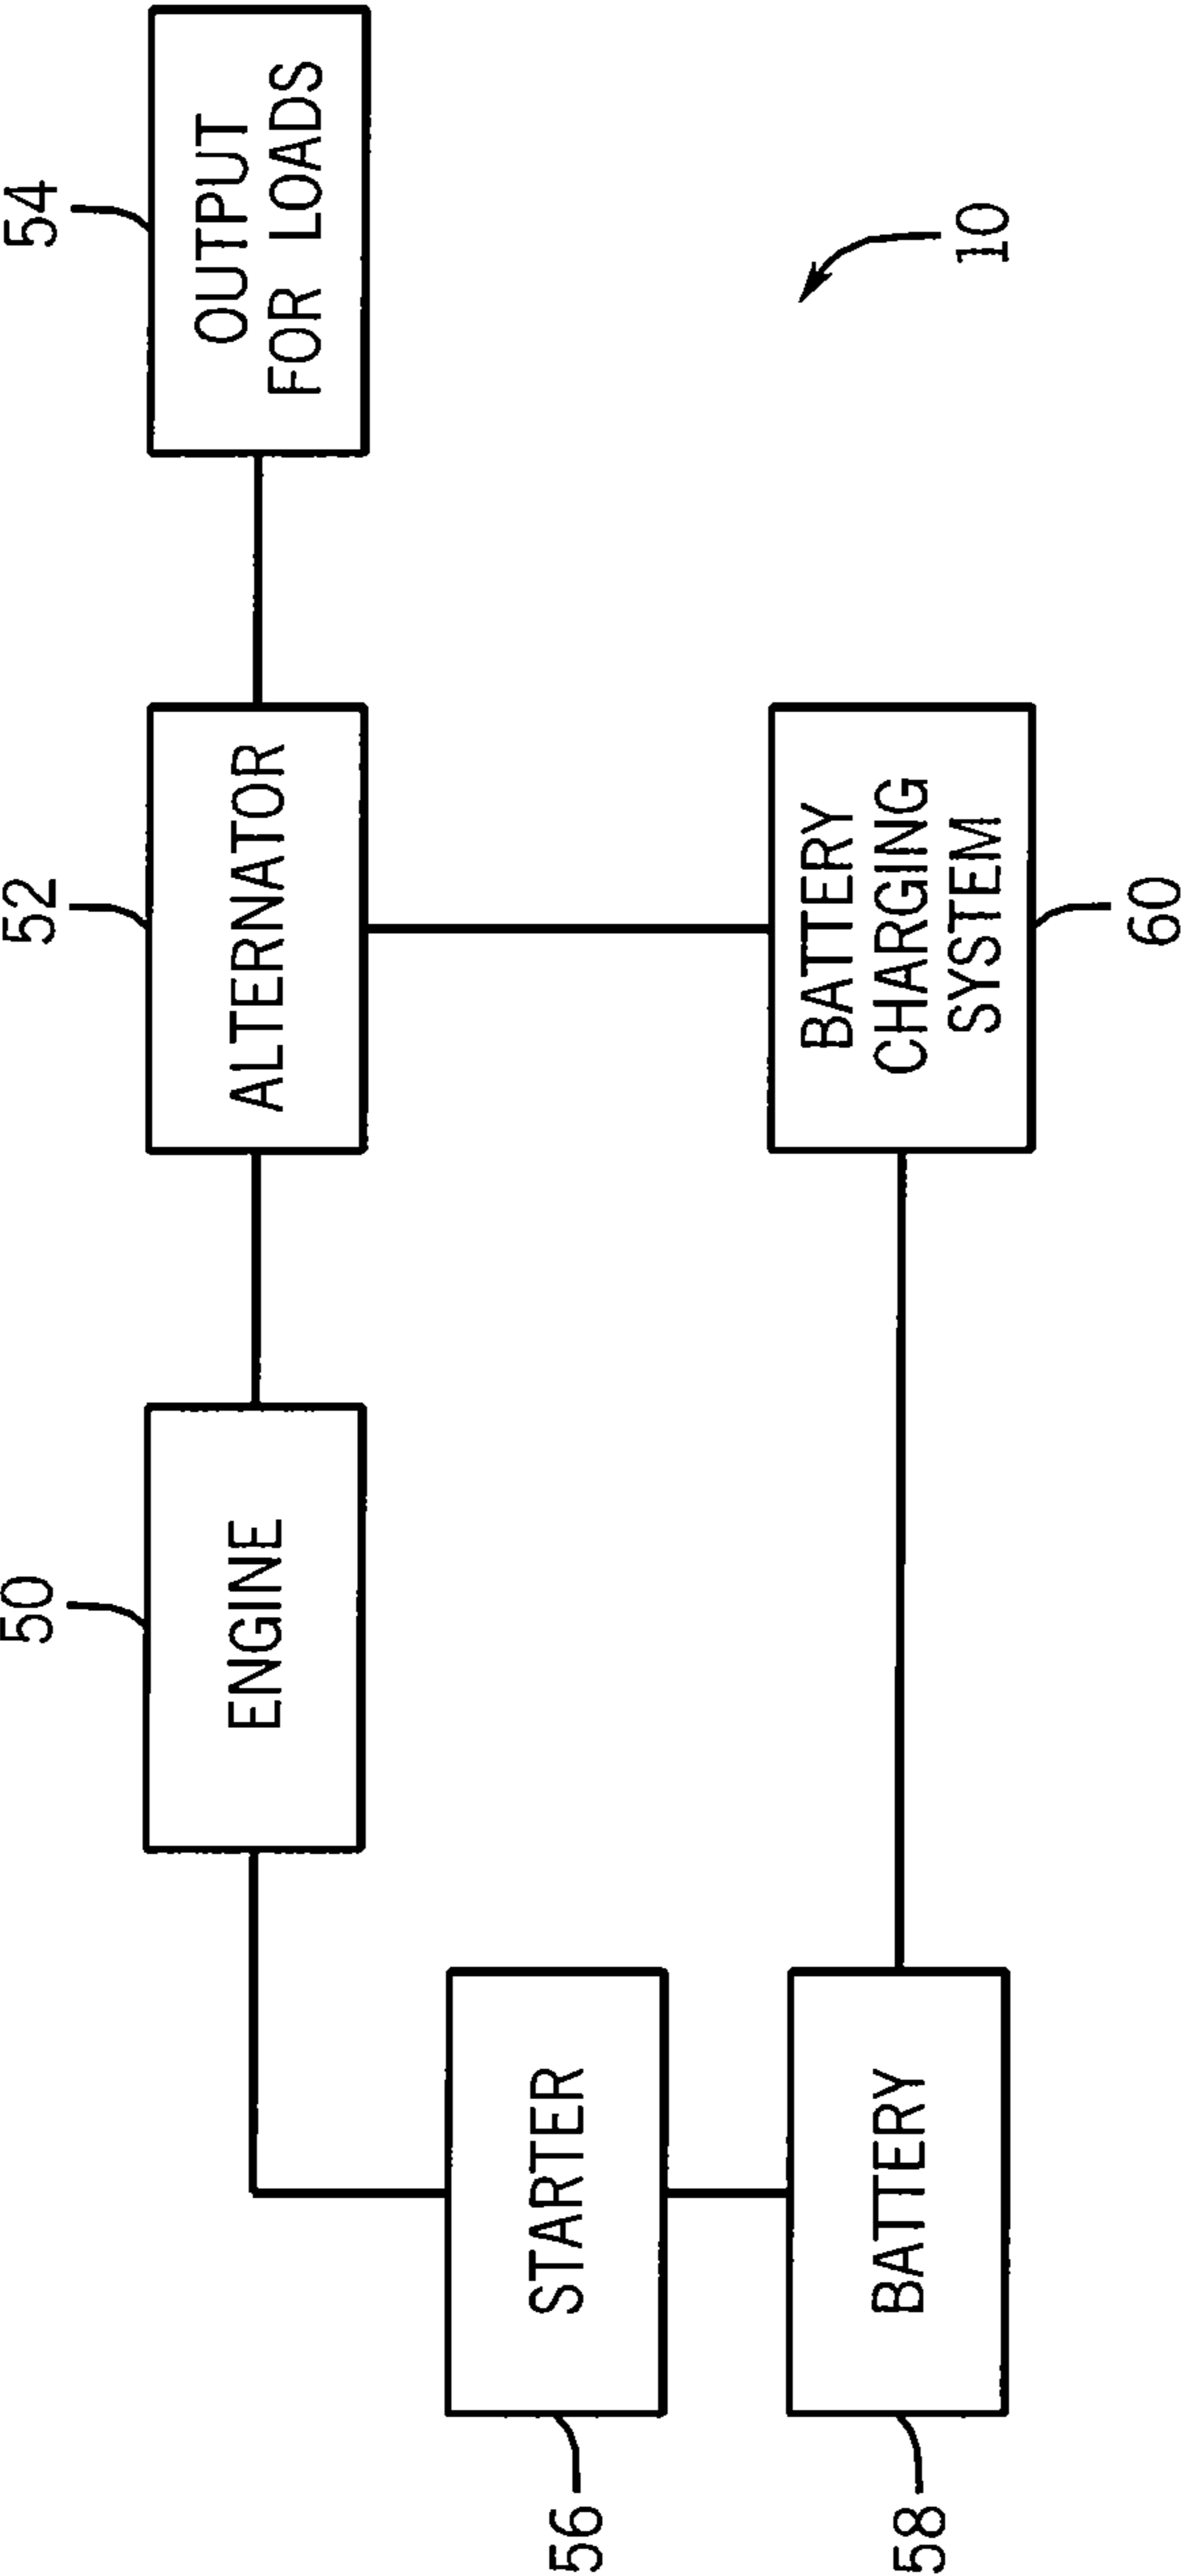 50
52
54
ENGINE
ALTERNATOR
OUTPUT
FOR LOADS
56
STARTER
10
58
BATTERY
BATTERY
CHARGING
SYSTEM
60